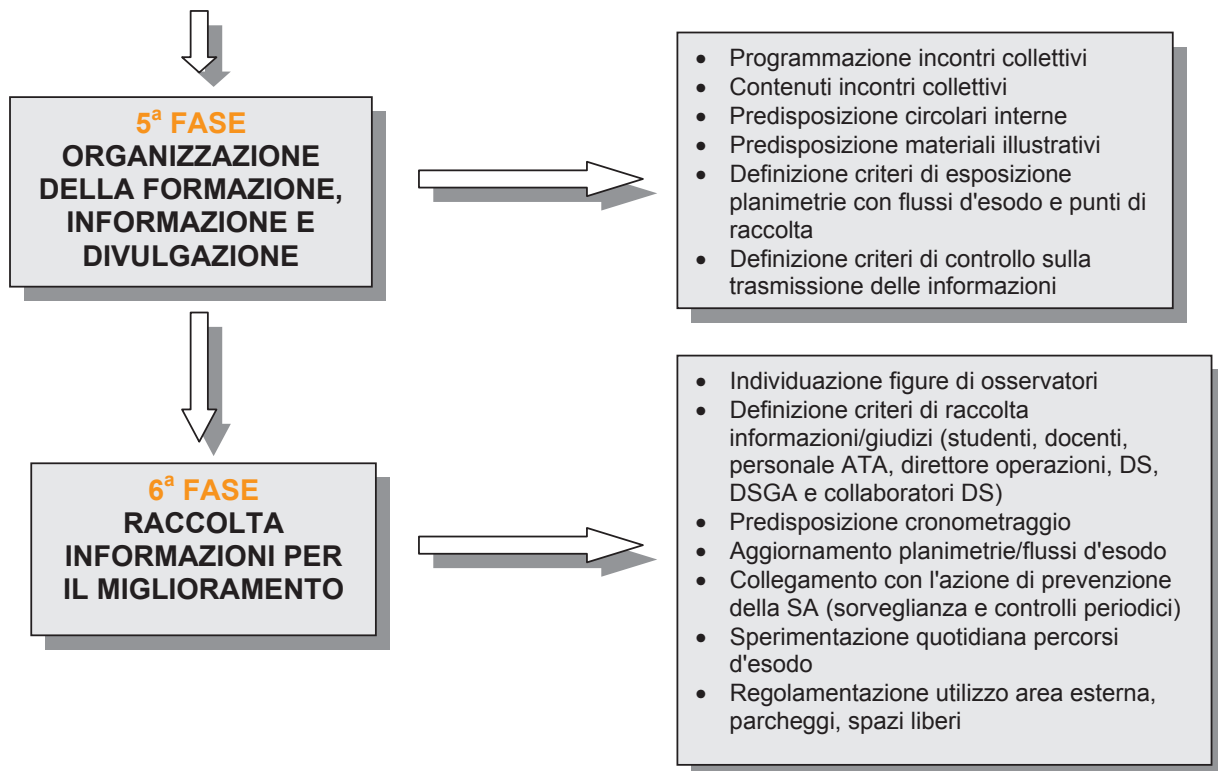 5ª FASE
ORGANIZZAZIONE
DELLA FORMAZIONE,
INFORMAZIONE E
DIVULGAZIONE
• Programmazione incontri collettivi
• Contenuti incontri collettivi
• Predisposizione circolari interne
• Predisposizione materiali illustrativi
• Definizione criteri di esposizione
planimetrie con flussi d'esodo e punti di
raccolta
• Definizione criteri di controllo sulla
trasmissione delle informazioni
6ª FASE
RACCOLTA
INFORMAZIONI PER
IL MIGLIORAMENTO
• Individuazione figure di osservatori
• Definizione criteri di raccolta
informazioni/giudizi (studenti, docenti,
personale ATA, direttore operazioni, DS,
DSGA e collaboratori DS)
• Predisposizione cronometraggio
• Aggiornamento planimetrie/flussi d'esodo
• Collegamento con l'azione di prevenzione
della SA (sorveglianza e controlli periodici)
• Sperimentazione quotidiana percorsi
d'esodo
• Regolamentazione utilizzo area esterna,
parcheggi, spazi liberi